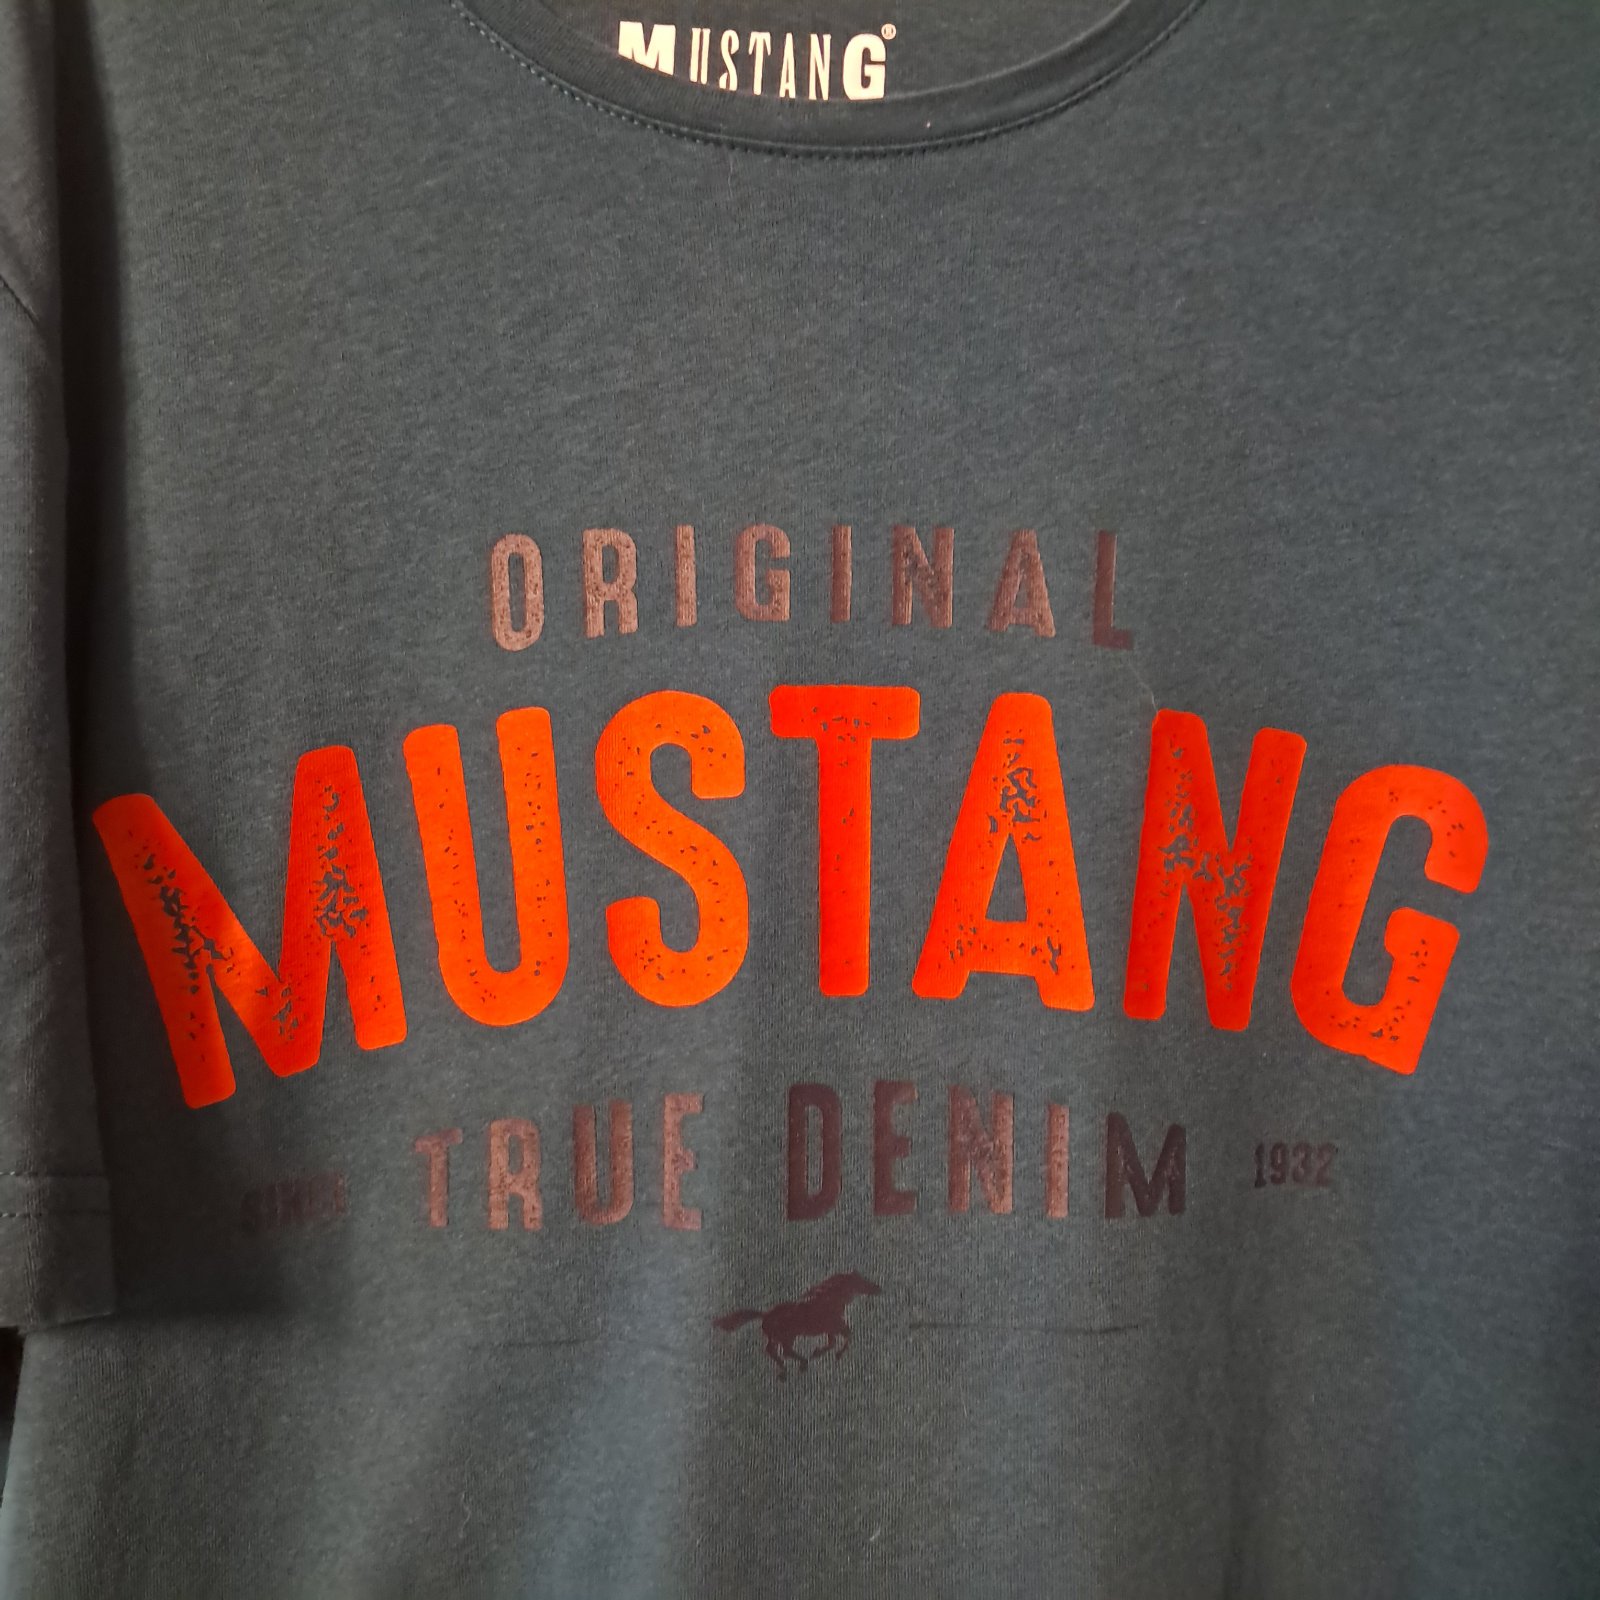 MUSTANG®
ORIGINAL
MUSTANG
SINCE TRUE DENIM 1932